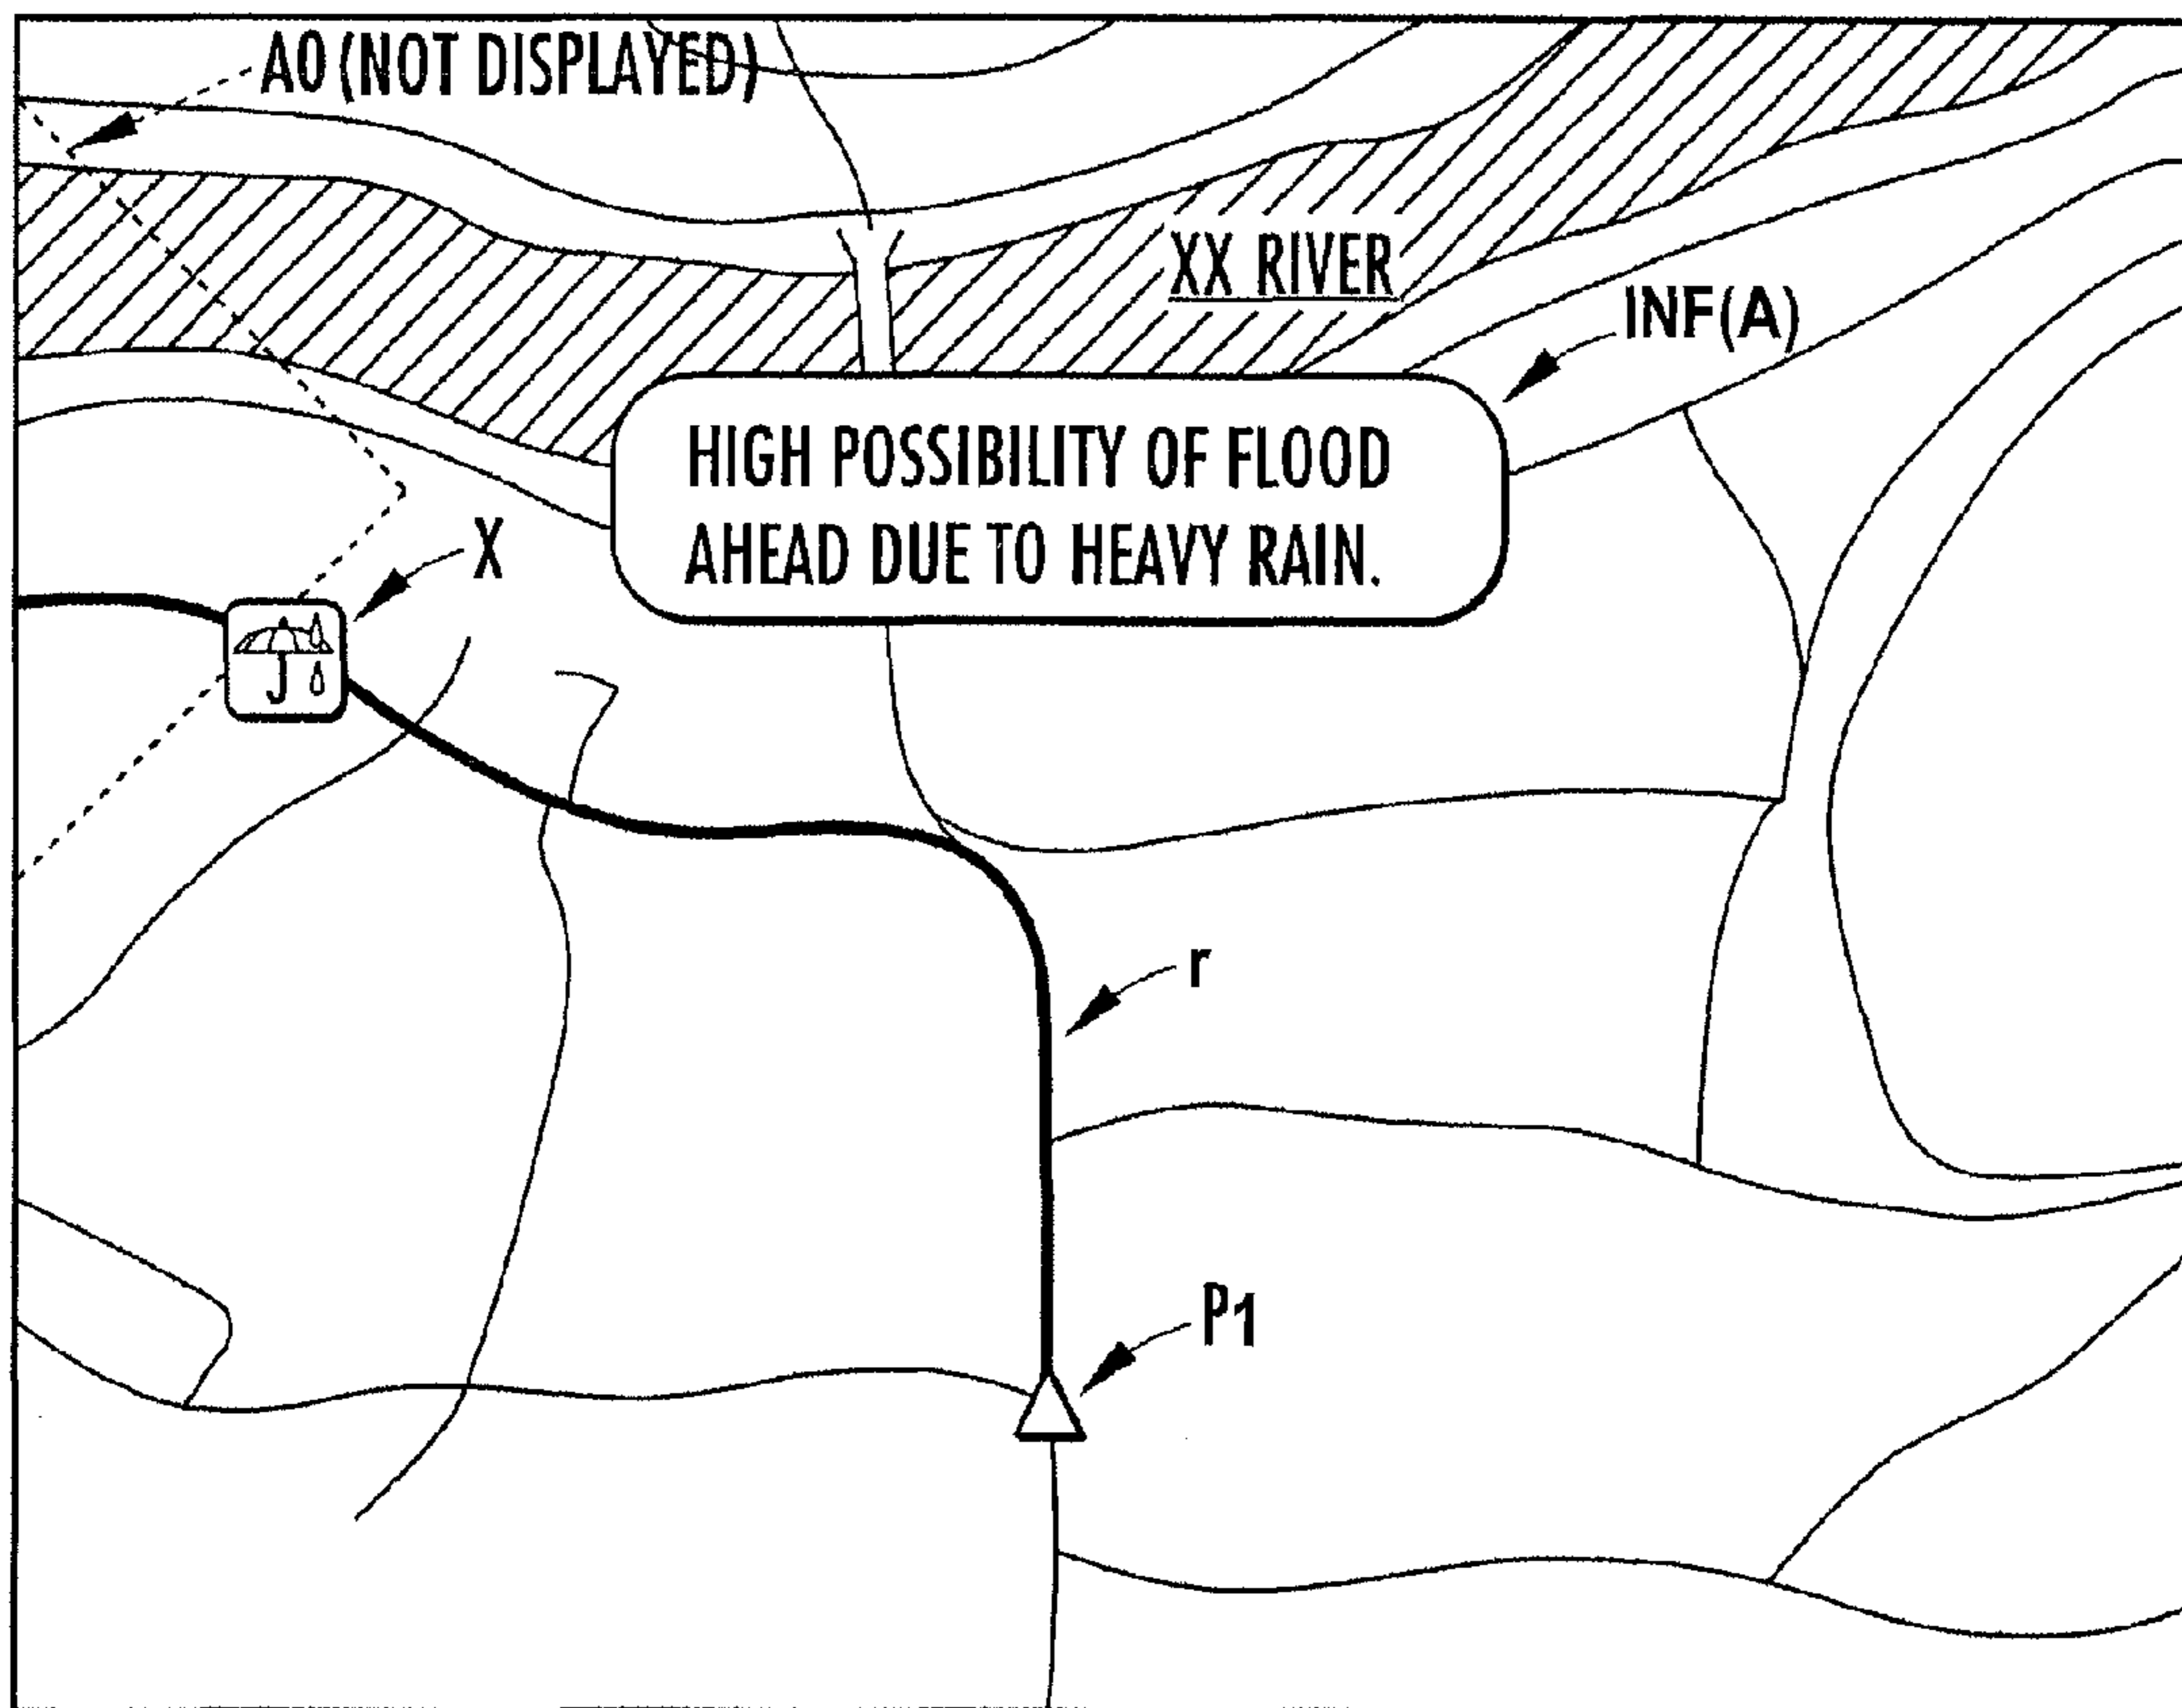 A0 (NOT DISPLAYED)
XX RIVER
INF(A)
HIGH POSSIBILITY OF FLOOD
AHEAD DUE TO HEAVY RAIN.
X
r
P1